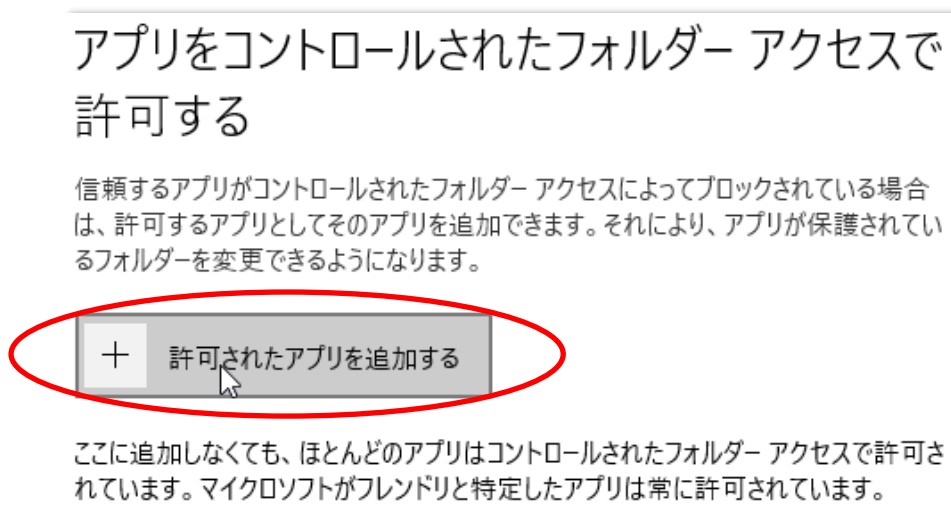 アプリをコントロールされたフォルダー アクセスで
許可する
信頼するアプリがコントロールされたフォルダー アクセスによってブロックされている場合
は、許可するアプリとしてそのアプリを追加できます。それにより、アプリが保護されてい
るフォルダーを変更できるようになります。
許可されたアプリを追加する
ここに追加しなくても、ほとんどのアプリはコントロールされたフォルダー アクセスで許可さ
れています。マイクロソフトがフレンドリと特定したアプリは常に許可されています。